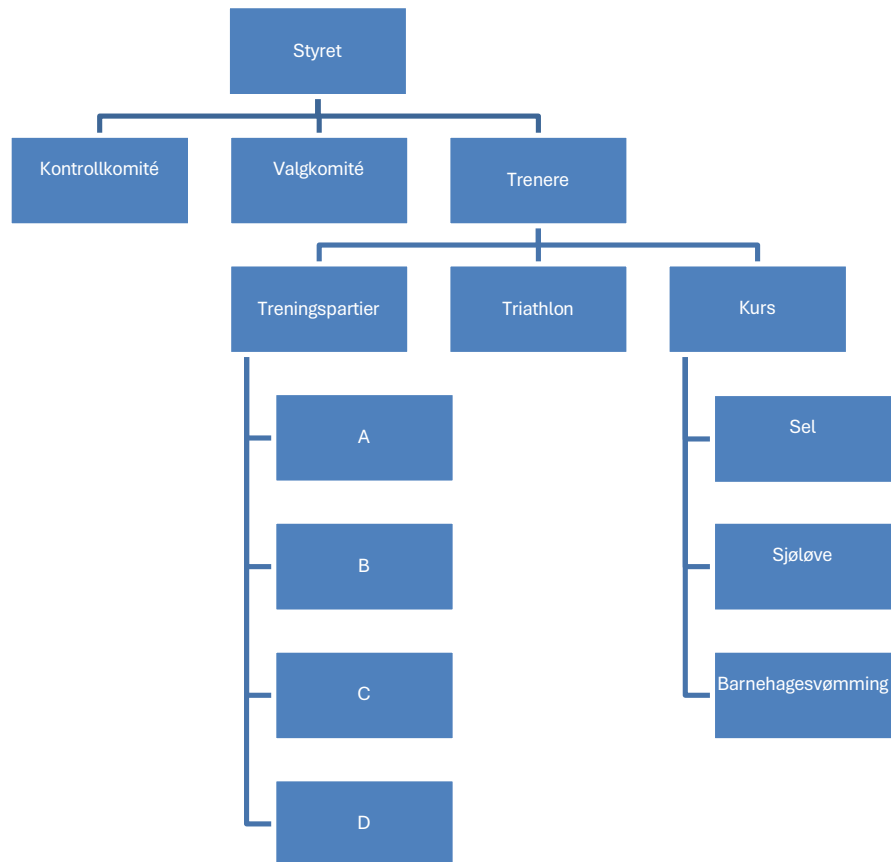 Styret
Kontrollkomité
Valgkomité
Trenere
Treningspartier
Triathlon
Kurs
A
B
C
D
Sel
Sjøløve
Barnehagesvømming